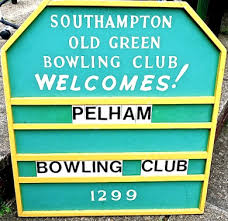 SOUTHAMPTON
OLD GREEN
BOWLING CLUB
WELCOMES!
PELHAM
BOWLING CLUB
1299